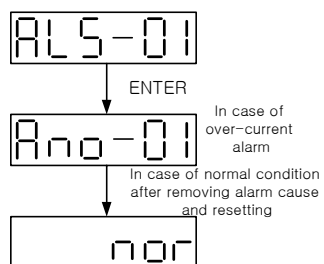 ALS-01
ENTER
In case of
over-current
alarm
Ano-01
In case of normal condition
after removing alarm cause
and resetting
nor